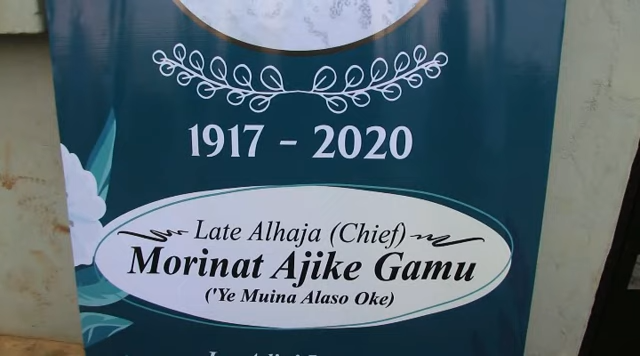 1917 - 2020
Late Alhaja (Chief)
Morinat Ajike Gamu
('Ye Muina Alaso Oke)